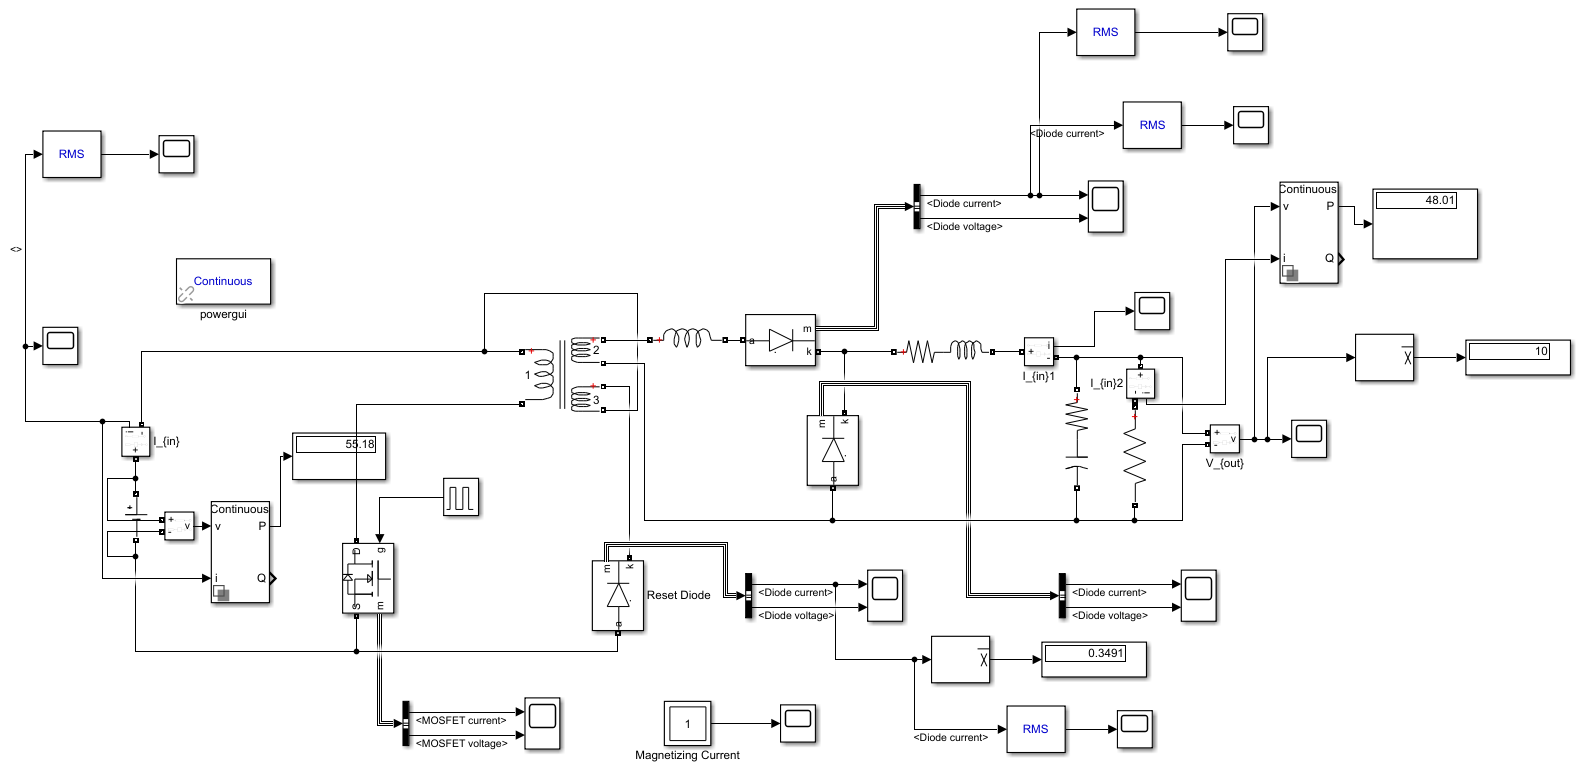 RMS
RMS
<Diode current>
RMS
Continuous
v
P
48.01
i
Q
<Diode current>
<Diode voltage>
<>
Continuous
powergui
m
a
k
i
+
-
I_{in}1
10
1
2
3
+
-
I_{in}2
m
k
a
+
v
-
V_{out}
I_{in}
+
-
55.18
+
+
v
-
Continuous
v
P
i
Q
D
g
S
m
m
k
a
Reset Diode
<Diode current>
<Diode voltage>
<Diode current>
<Diode voltage>
0.3491
<MOSFET current>
<MOSFET voltage>
1
Magnetizing Current
<Diode current>
RMS